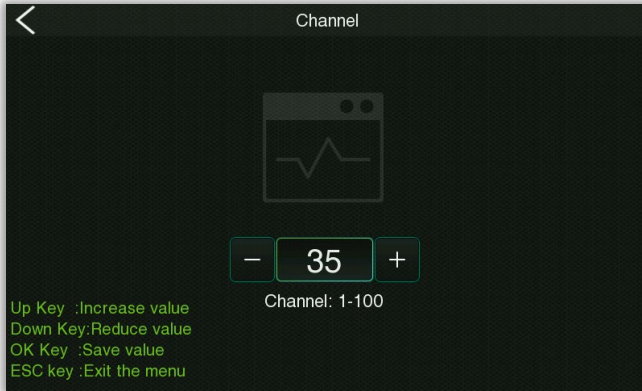 Channel
− 35 +
Channel: 1-100
Up Key :Increase value
Down Key:Reduce value
OK Key :Save value
ESC key :Exit the menu